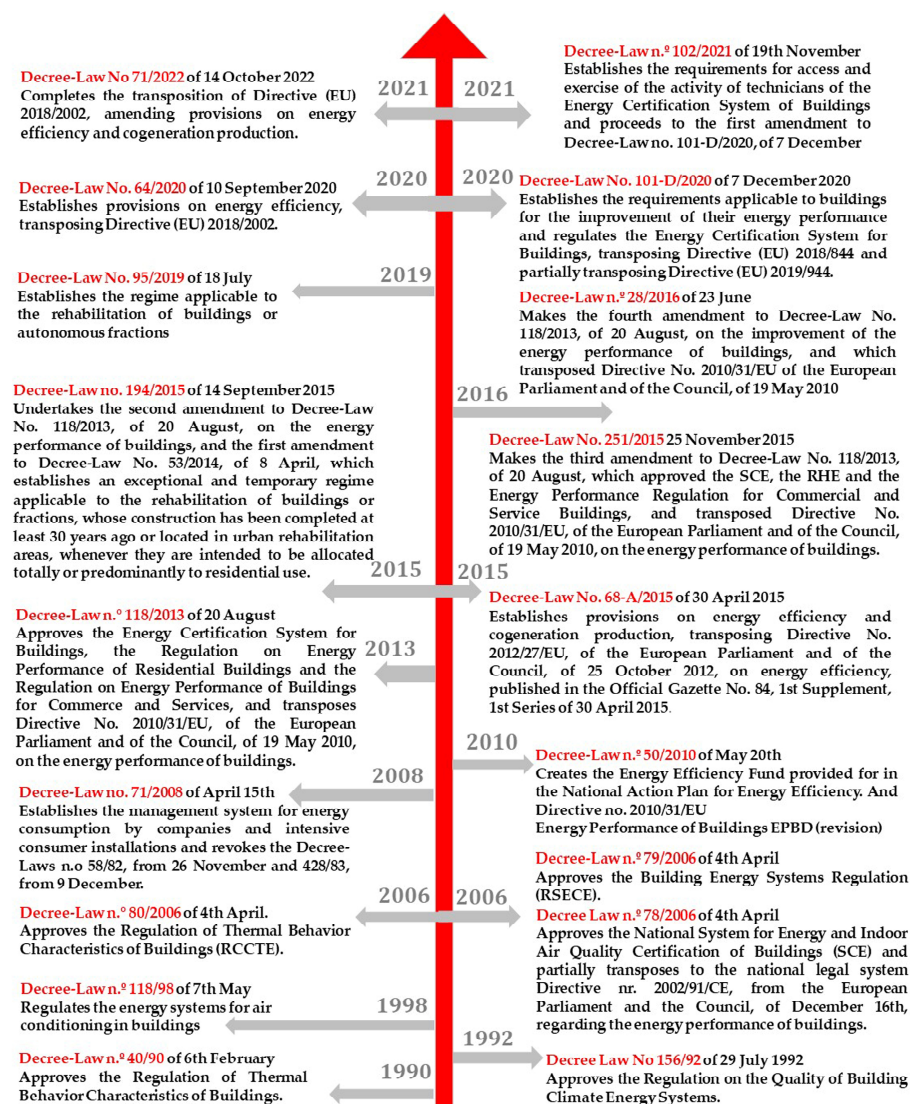 Decree-Law No 71/2022 of 14 October 2022
Completes the transposition of Directive (EU)
2018/2002, amending provisions on energy
efficiency and cogeneration production.
2021
2021
Decree-Law n.º 102/2021 of 19th November
Establishes the requirements for access and
exercise of the activity of technicians of the
Energy Certification System of Buildings
and proceeds to the first amendment to
Decree-Law no. 101-D/2020, of 7 December
Decree-Law No. 64/2020 of 10 September 2020
Establishes provisions on energy efficiency,
transposing Directive (EU) 2018/2002.
2020
2020
Decree-Law No. 101-D/2020 of 7 December 2020
Establishes the requirements applicable to buildings
for the improvement of their energy performance
and regulates the Energy Certification System for
Buildings, transposing Directive (EU) 2018/844 and
partially transposing Directive (EU) 2019/944.
Decree-Law No. 95/2019 of 18 July
Establishes the regime applicable to
the rehabilitation of buildings or
autonomous fractions
2019
Decree-Law n.º 28/2016 of 23 June
Makes the fourth amendment to Decree-Law No.
118/2013, of 20 August, on the improvement of the
energy performance of buildings, and which
transposed Directive No. 2010/31/EU of the European
Parliament and of the Council, of 19 May 2010
2016
Decree-Law no. 194/2015 of 14 September 2015
Undertakes the second amendment to Decree-Law
No. 118/2013, of 20 August, on the energy
performance of buildings, and the first amendment
to Decree-Law No. 53/2014, of 8 April, which
establishes an exceptional and temporary regime
applicable to the rehabilitation of buildings or
fractions, whose construction has been completed at
least 30 years ago or located in urban rehabilitation
areas, whenever they are intended to be allocated
totally or predominantly to residential use.
2015
2015
Decree-Law No. 251/2015 25 November 2015
Makes the third amendment to Decree-Law No. 118/2013,
of 20 August, which approved the SCE, the RHE and the
Energy Performance Regulation for Commercial and
Service Buildings, and transposed Directive No.
2010/31/EU, of the European Parliament and of the Council,
of 19 May 2010, on the energy performance of buildings.
Decree-Law No. 68-A/2015 of 30 April 2015
Establishes provisions on energy efficiency and
cogeneration production, transposing Directive No.
2012/27/EU, of the European Parliament and of the
Council, of 25 October 2012, on energy efficiency,
published in the Official Gazette No. 84, 1st Supplement,
1st Series of 30 April 2015.
Decree-Law n.° 118/2013 of 20 August
Approves the Energy Certification System for
Buildings, the Regulation on Energy
Performance of Residential Buildings and the
Regulation on Energy Performance of Buildings
for Commerce and Services, and transposes
Directive No. 2010/31/EU, of the European
Parliament and of the Council, of 19 May 2010,
on the energy performance of buildings.
2013
2010
Decree-Law n.º 50/2010 of May 20th
Creates the Energy Efficiency Fund provided for in
the National Action Plan for Energy Efficiency. And
Directive no. 2010/31/EU
Energy Performance of Buildings EPBD (revision)
Decree-Law no. 71/2008 of April 15th
Establishes the management system for energy
consumption by companies and intensive
consumer installations and revokes the Decree-
Laws n.o 58/82, from 26 November and 428/83,
from 9 December.
2008
Decree-Law n.º 79/2006 of 4th April
Approves the Building Energy Systems Regulation
(RSECE).
Decree-Law n.° 80/2006 of 4th April.
Approves the Regulation of Thermal Behavior
Characteristics of Buildings (RCCTE).
2006
2006
Decree Law n.º 78/2006 of 4th April
Approves the National System for Energy and Indoor
Air Quality Certification of Buildings (SCE) and
partially transposes to the national legal system
Directive nr. 2002/91/CE, from the European
Parliament and the Council, of December 16th,
regarding the energy performance of buildings.
Decree-Law n.º 118/98 of 7th May
Regulates the energy systems for air
conditioning in buildings
1998
1992
Decree Law No 156/92 of 29 July 1992
Approves the Regulation on the Quality of Building
Climate Energy Systems.
Decree-Law n.º 40/90 of 6th February
Approves the Regulation of Thermal
Behavior Characteristics of Buildings.
1990